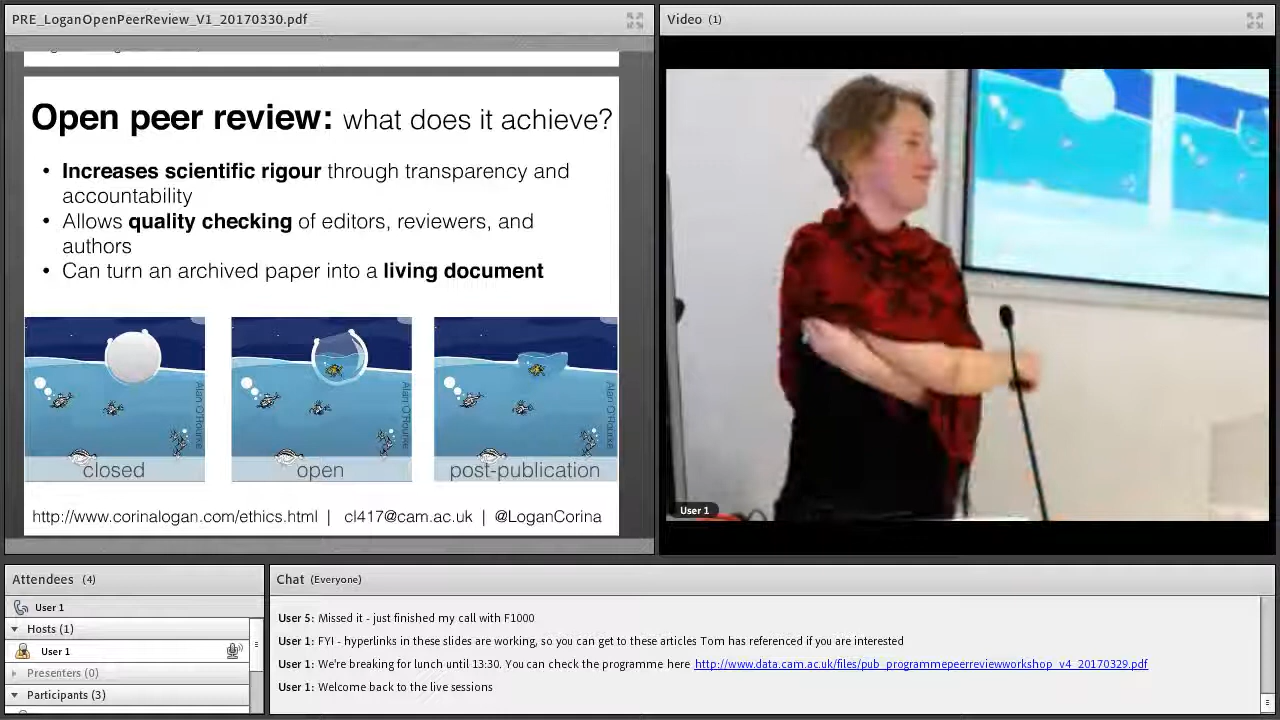 PRE_LoganOpenPeerReview_V1_20170330.pdf
Open peer review: what does it achieve?
• Increases scientific rigour through transparency and
accountability
• Allows quality checking of editors, reviewers, and
authors
• Can turn an archived paper into a living document
Alan O'Rourke
closed
Alan O'Rourke
open
Alan O'Rourke
post-publication
http://www.corinalogan.com/ethics.html | cl417@cam.ac.uk | @LoganCorina
Video (1)
User 1
Attendees (4)
User 1
Hosts (1)
User 1
Presenters (0)
Participants (3)
Chat (Everyone)
User 5: Missed it - just finished my call with F1000
User 1: FYI - hyperlinks in these slides are working, so you can get to these articles Tom has referenced if you are interested
User 1: We're breaking for lunch until 13:30. You can check the programme here http://www.data.cam.ac.uk/files/pub_programmepeerreviewworkshop_v4_20170329.pdf
User 1: Welcome back to the live sessions